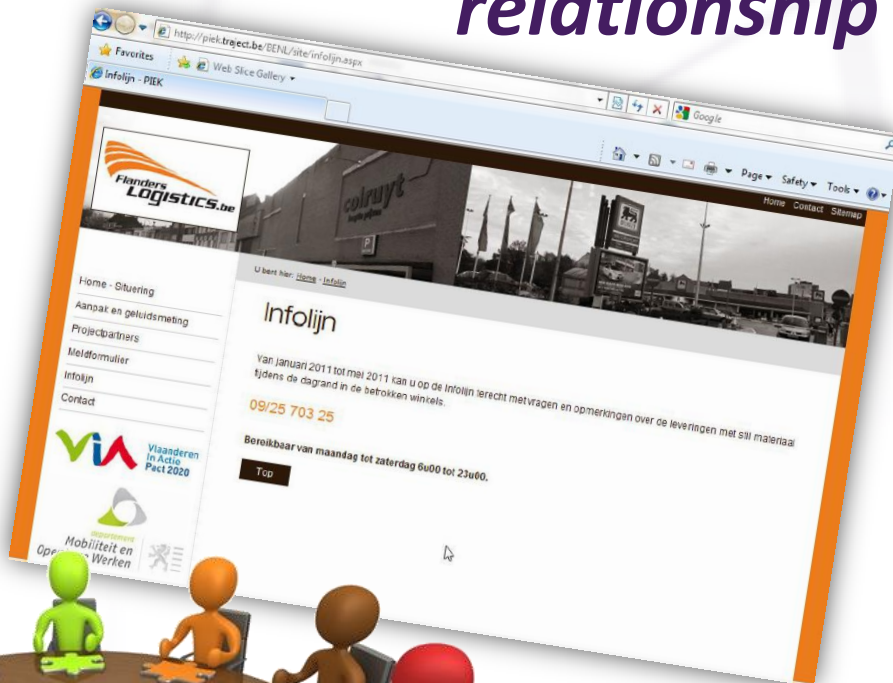 relationship
http://piek.traject.be/BENL/site/infolijn.aspx
Google
Favorites
Web Slice Gallery
Infolijn - PIEK
Page
Safety
Tools
Home Contact Sitemap
Flanders
Logistics.be
colruyt
laagste prijzen
P
U bent hier: Home - Infolijn
Home - Situering
Aanpak en geluidsmeting
Projectpartners
Meldformulier
Infolijn
Contact
Infolijn
Van januari 2011 tot mei 2011 kan u op de Infolijn terecht met vragen en opmerkingen over de leveringen met stil materiaal
tijdens de dagrand in de betrokken winkels.
09/25 703 25
Bereikbaar van maandag tot zaterdag 6u00 tot 23u00.
Top
ViA
Vlaanderen
In Actie
Pact 2020
departement
Mobiliteit en
Werken